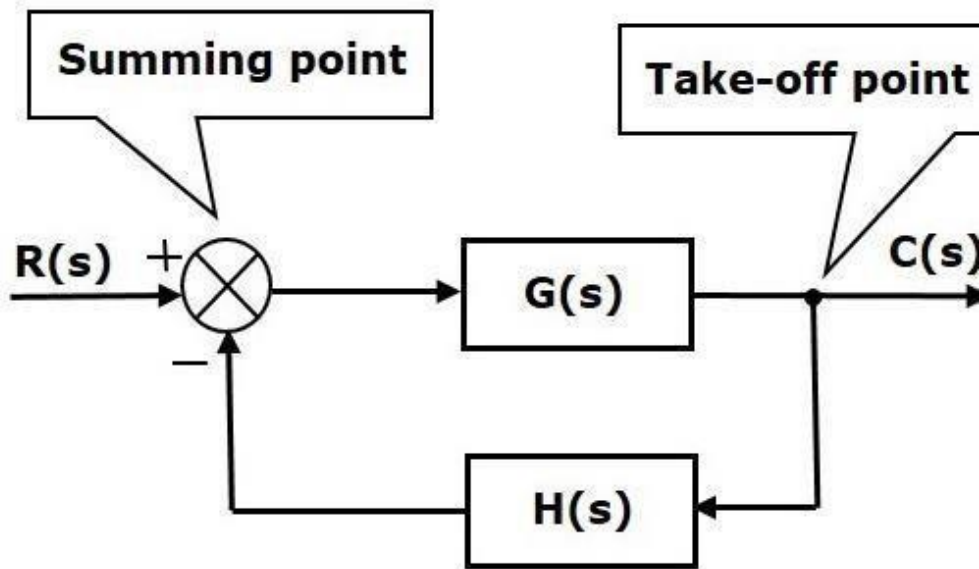 Summing point
Take-off point
R(s)
+
G(s)
C(s)
−
H(s)